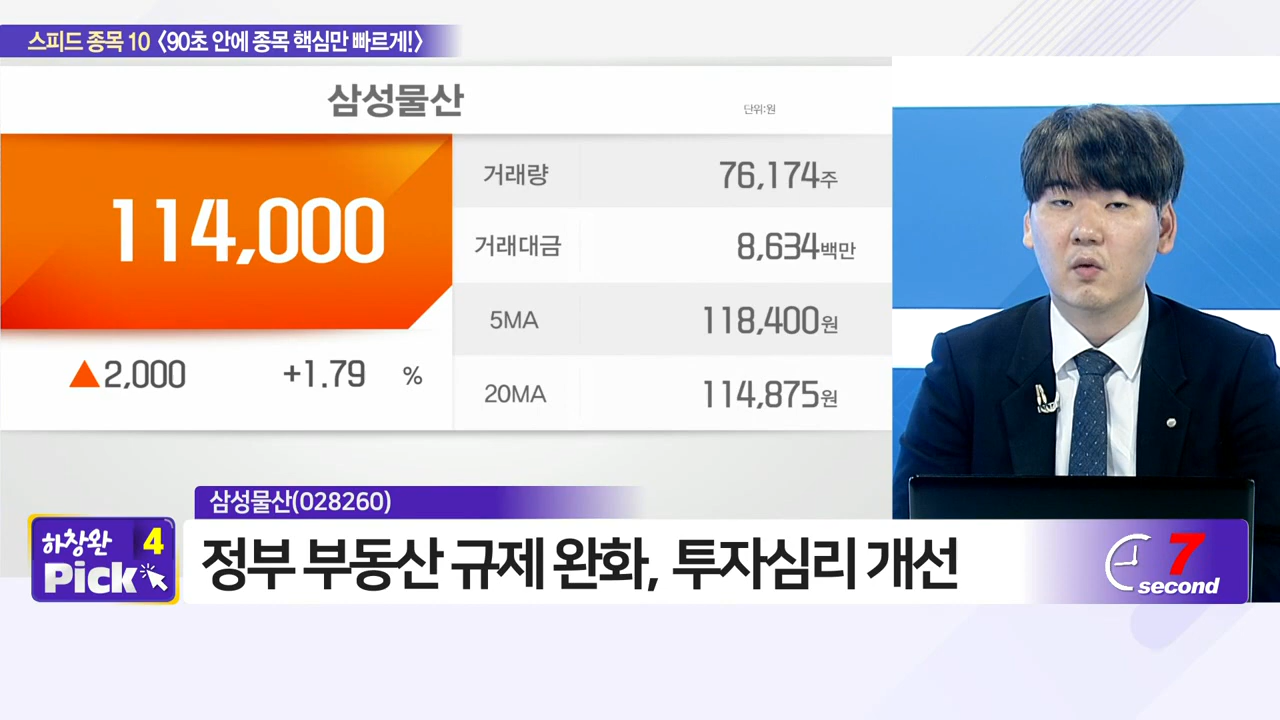 스피드 종목 10 〈90초 안에 종목 핵심만 빠르게!〉
삼성물산
단위:원
114,000
▲2,000 +1.79 %
거래량 76,174주
거래대금 8,634백만
5MA 118,400원
20MA 114,875원
삼성물산(028260)
하창완 4
Pick
정부 부동산 규제 완화, 투자심리 개선
7
second